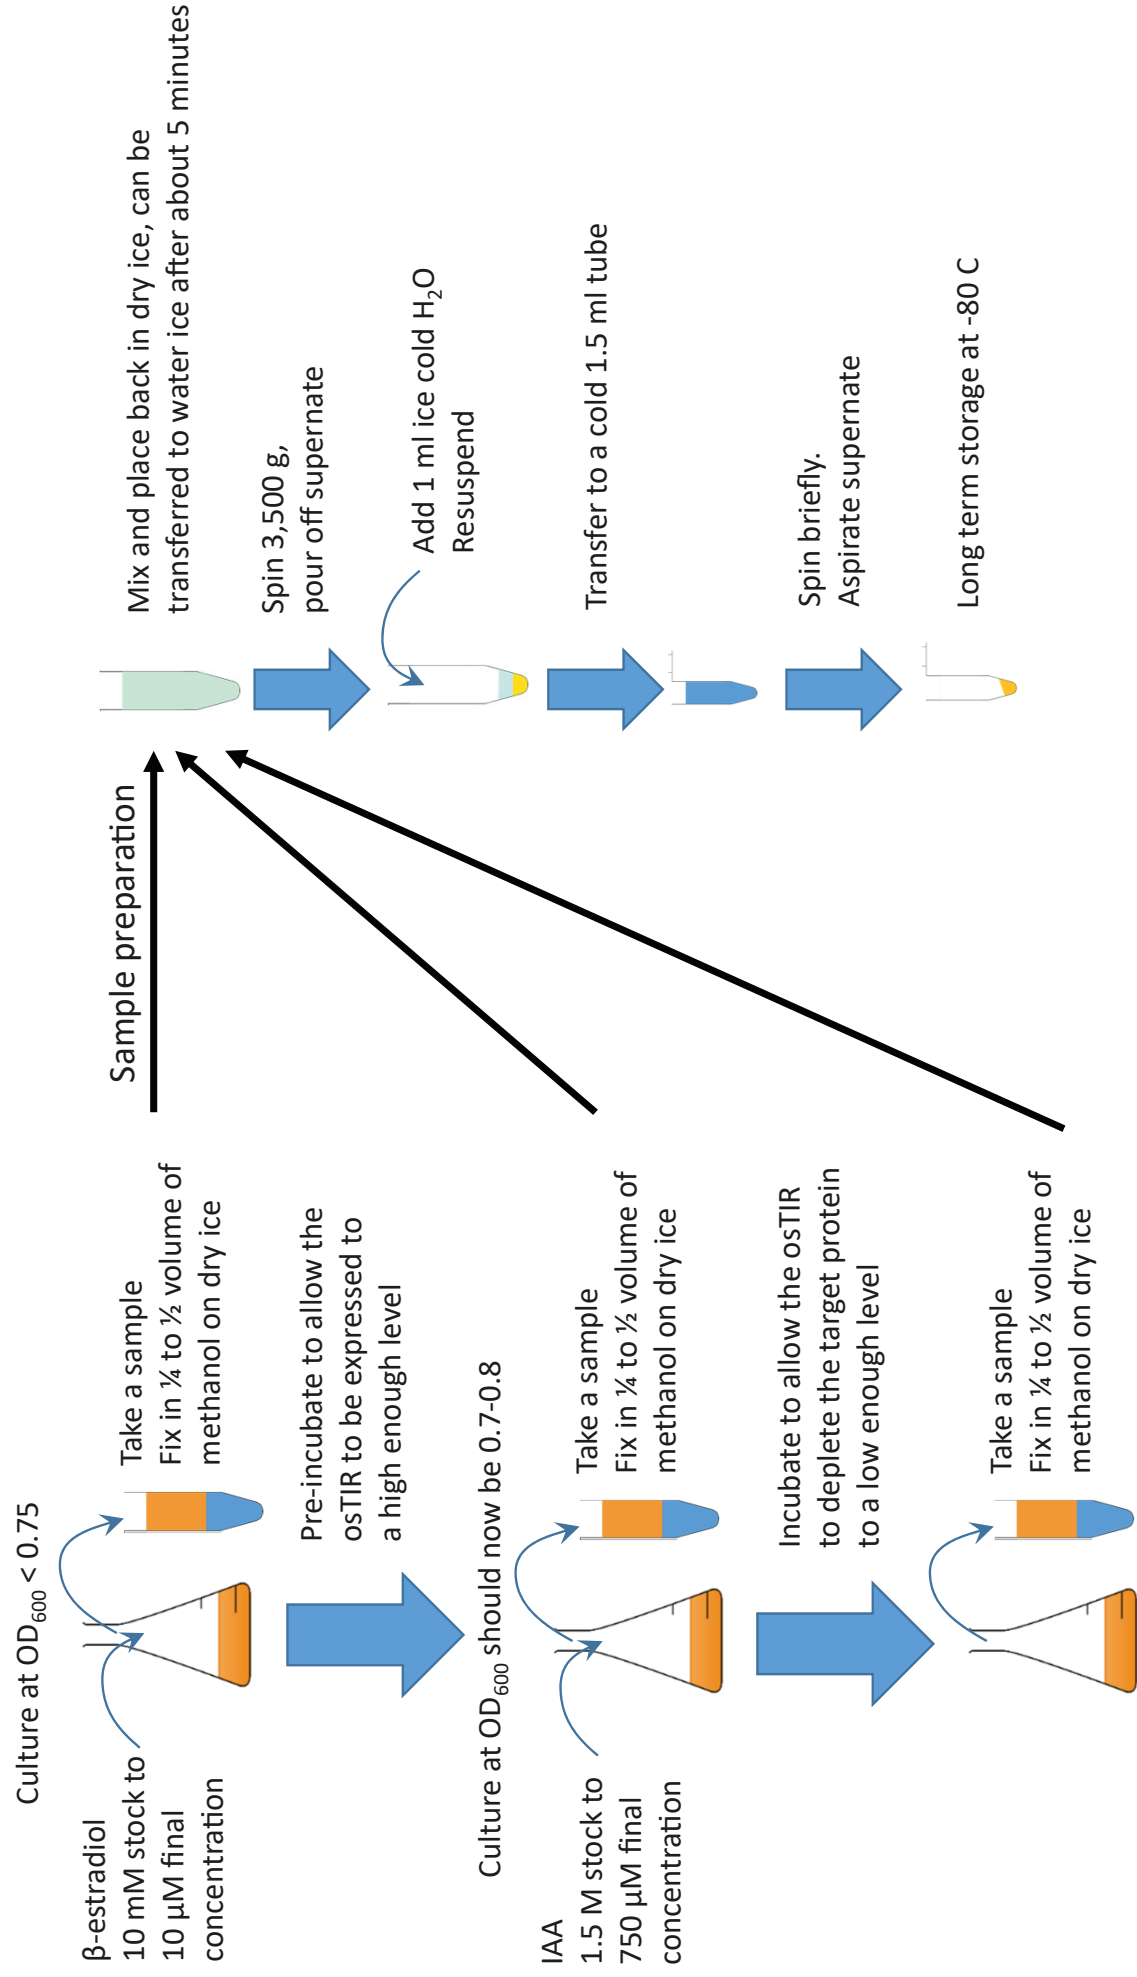 Culture at OD600 < 0.75
β-estradiol
10 mM stock to
10 µM final
concentration
Take a sample
Fix in ¼ to ½ volume of
methanol on dry ice
Pre-incubate to allow the
osTIR to be expressed to
a high enough level
Culture at OD600 should now be 0.7-0.8
IAA
1.5 M stock to
750 µM final
concentration
Take a sample
Fix in ¼ to ½ volume of
methanol on dry ice
Incubate to allow the osTIR
to deplete the target protein
to a low enough level
Take a sample
Fix in ¼ to ½ volume of
methanol on dry ice
Sample preparation
Mix and place back in dry ice, can be
transferred to water ice after about 5 minutes
Spin 3,500 g,
pour off supernate
Add 1 ml ice cold H2O
Resuspend
Transfer to a cold 1.5 ml tube
Spin briefly.
Aspirate supernate
Long term storage at -80 C